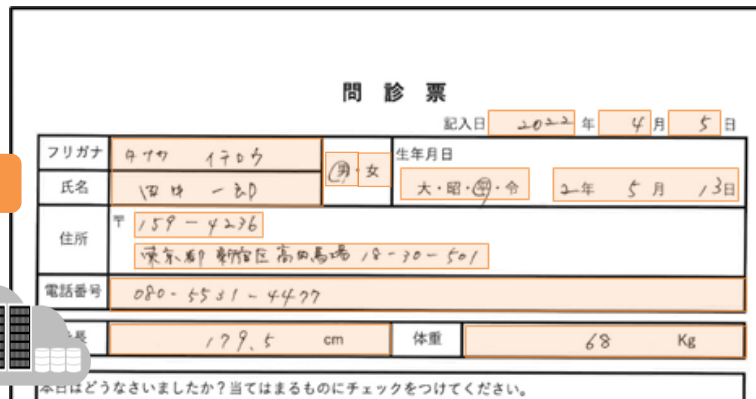 問診票
記入日 2022 年 4 月 5 日
フリガナ タナカ イチロウ
氏名 田中 一郎
男・女
生年月日
大・昭・平・令 2年 5月 13日
住所 〒 159-4236
東京都 新宿区 高田馬場 18-30-501
電話番号 080-5531-4477
長 179.5 cm 体重 68 Kg
本日はどうなさいましたか？当てはまるものにチェックをつけてください。